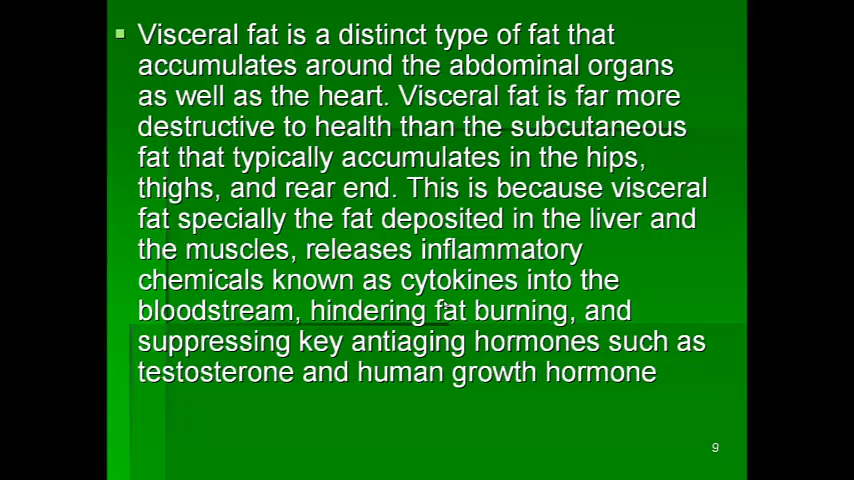 Visceral fat is a distinct type of fat that
accumulates around the abdominal organs
as well as the heart. Visceral fat is far more
destructive to health than the subcutaneous
fat that typically accumulates in the hips,
thighs, and rear end. This is because visceral
fat specially the fat deposited in the liver and
the muscles, releases inflammatory
chemicals known as cytokines into the
bloodstream, hindering fat burning, and
suppressing key antiaging hormones such as
testosterone and human growth hormone
9